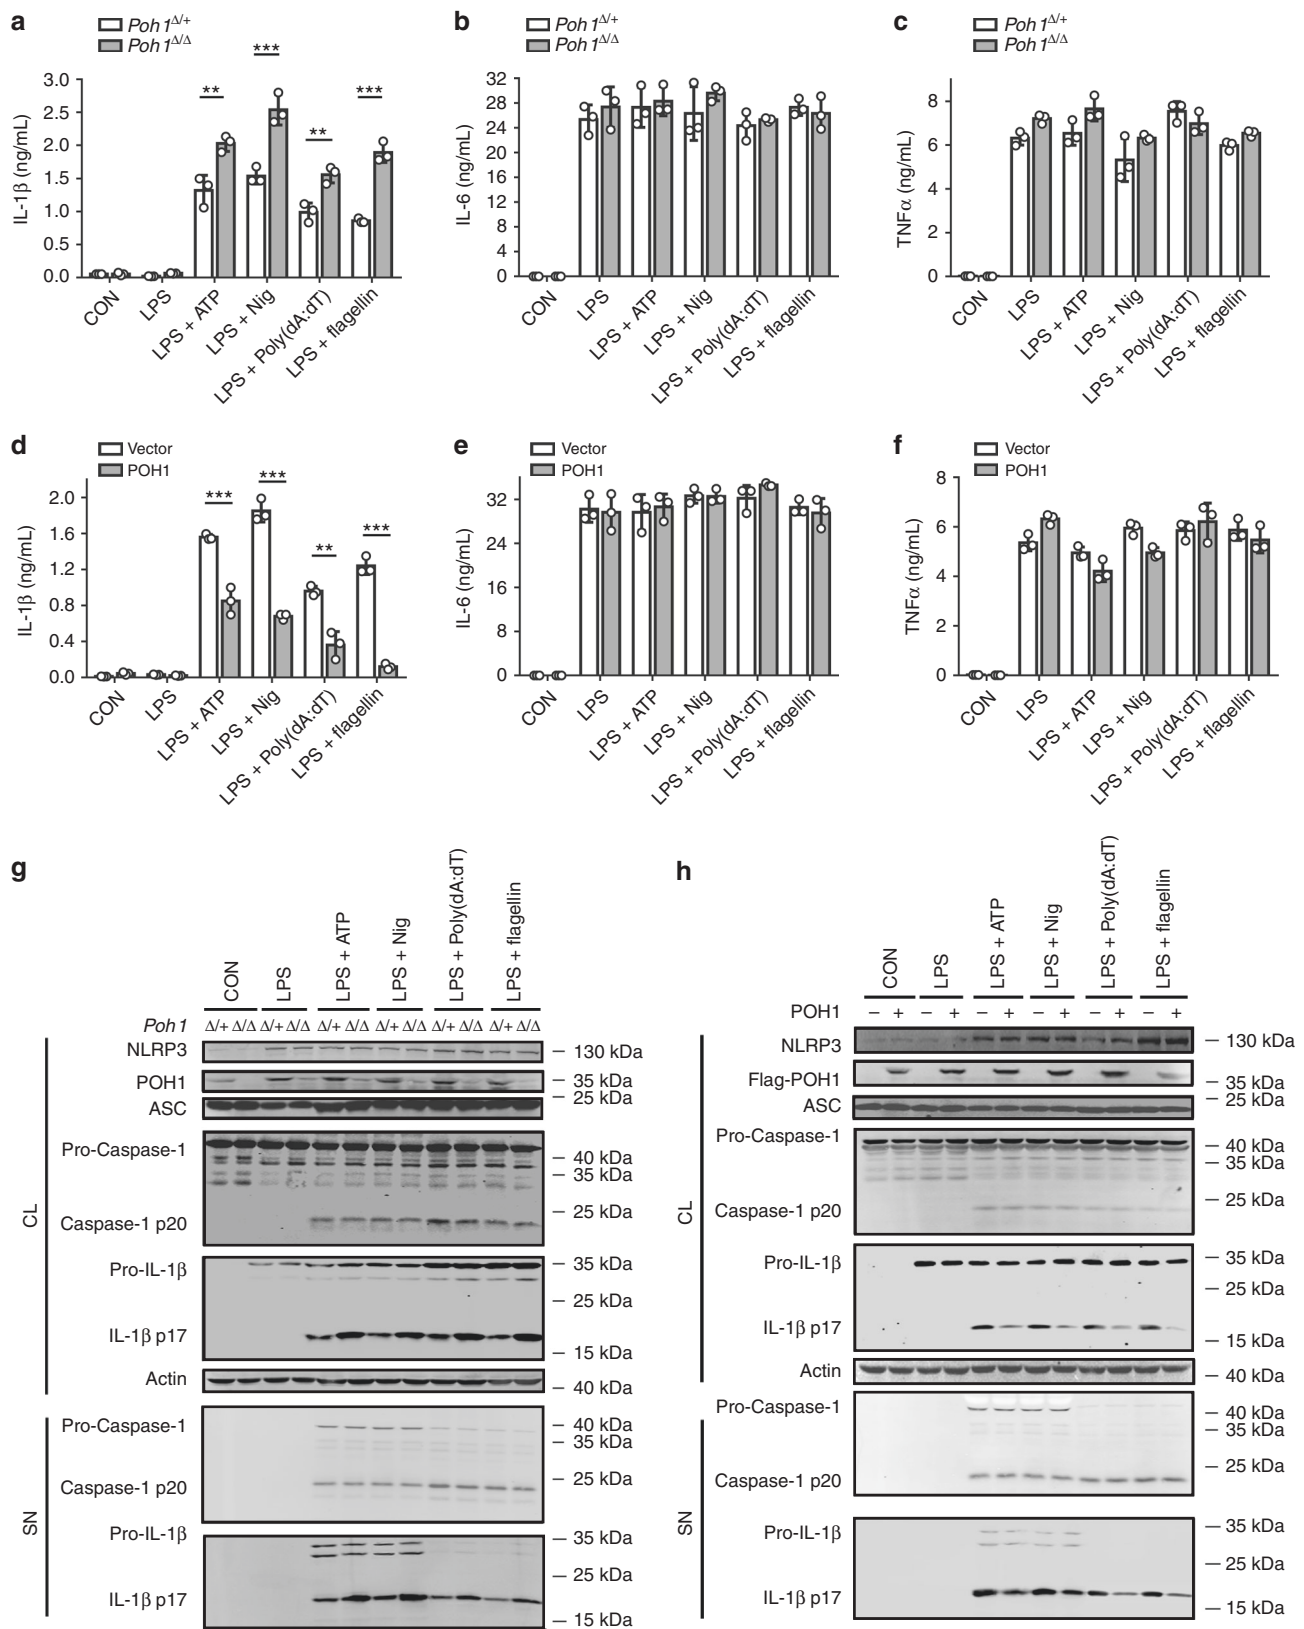 a
Poh1Δ/+
Poh1Δ/Δ
IL-1β (ng/mL)
3.0
2.5
2.0
1.5
1.0
0.5
0.0
** *** ** ***
CON
LPS
LPS + ATP
LPS + Nig
LPS + Poly(dA:dT)
LPS + flagellin
b
Poh1Δ/+
Poh1Δ/Δ
IL-6 (ng/mL)
32
28
24
20
16
12
8
4
0
CON
LPS
LPS + ATP
LPS + Nig
LPS + Poly(dA:dT)
LPS + flagellin
c
Poh1Δ/+
Poh1Δ/Δ
TNFα (ng/mL)
8
6
4
2
0
CON
LPS
LPS + ATP
LPS + Nig
LPS + Poly(dA:dT)
LPS + flagellin
d
Vector
POH1
IL-1β (ng/mL)
2.0
1.6
1.2
0.8
0.4
0.0
*** *** ** ***
CON
LPS
LPS + ATP
LPS + Nig
LPS + Poly(dA:dT)
LPS + flagellin
e
Vector
POH1
IL-6 (ng/mL)
32
24
16
8
0
CON
LPS
LPS + ATP
LPS + Nig
LPS + Poly(dA:dT)
LPS + flagellin
f
Vector
POH1
TNFα (ng/mL)
8
6
4
2
0
CON
LPS
LPS + ATP
LPS + Nig
LPS + Poly(dA:dT)
LPS + flagellin
g
CON
LPS
LPS + ATP
LPS + Nig
LPS + Poly(dA:dT)
LPS + flagellin
Poh1 Δ/+ Δ/Δ Δ/+ Δ/Δ Δ/+ Δ/Δ Δ/+ Δ/Δ Δ/+ Δ/Δ Δ/+ Δ/Δ
CL
NLRP3
130 kDa
POH1
35 kDa
25 kDa
ASC
Pro-Caspase-1
40 kDa
35 kDa
25 kDa
Caspase-1 p20
Pro-IL-1β
35 kDa
25 kDa
IL-1β p17
15 kDa
Actin
40 kDa
SN
Pro-Caspase-1
40 kDa
35 kDa
Caspase-1 p20
25 kDa
Pro-IL-1β
35 kDa
25 kDa
IL-1β p17
15 kDa
h
CON
LPS
LPS + ATP
LPS + Nig
LPS + Poly(dA:dT)
LPS + flagellin
POH1 − + − + − + − + − + − +
CL
NLRP3
130 kDa
Flag-POH1
35 kDa
25 kDa
ASC
Pro-Caspase-1
40 kDa
35 kDa
25 kDa
Caspase-1 p20
Pro-IL-1β
35 kDa
25 kDa
IL-1β p17
15 kDa
Actin
40 kDa
SN
Pro-Caspase-1
40 kDa
35 kDa
25 kDa
Caspase-1 p20
Pro-IL-1β
35 kDa
25 kDa
IL-1β p17
15 kDa